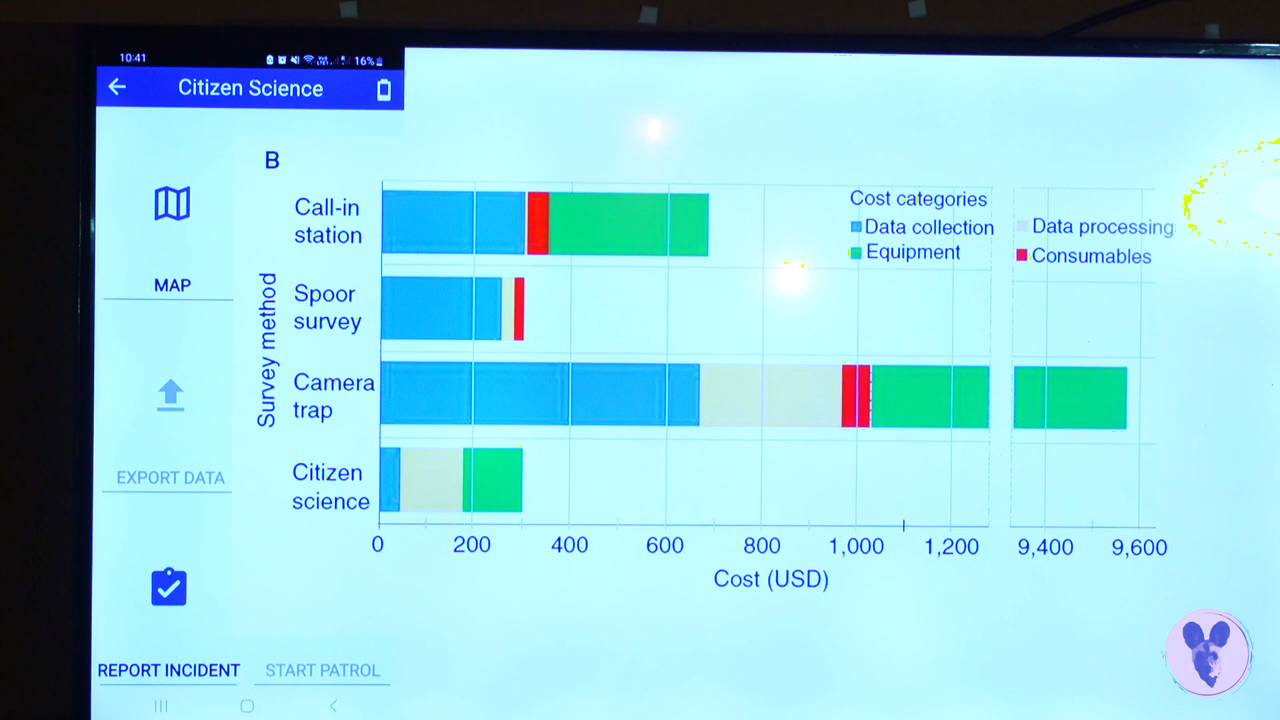 10:41
16%
Citizen Science
MAP
EXPORT DATA
REPORT INCIDENT
START PATROL
B
Survey method
Call-in
station
Spoor
survey
Camera
trap
Citizen
science
Cost categories
Data collection
Data processing
Equipment
Consumables
0 200 400 600 800 1,000 1,200 9,400 9,600
Cost (USD)